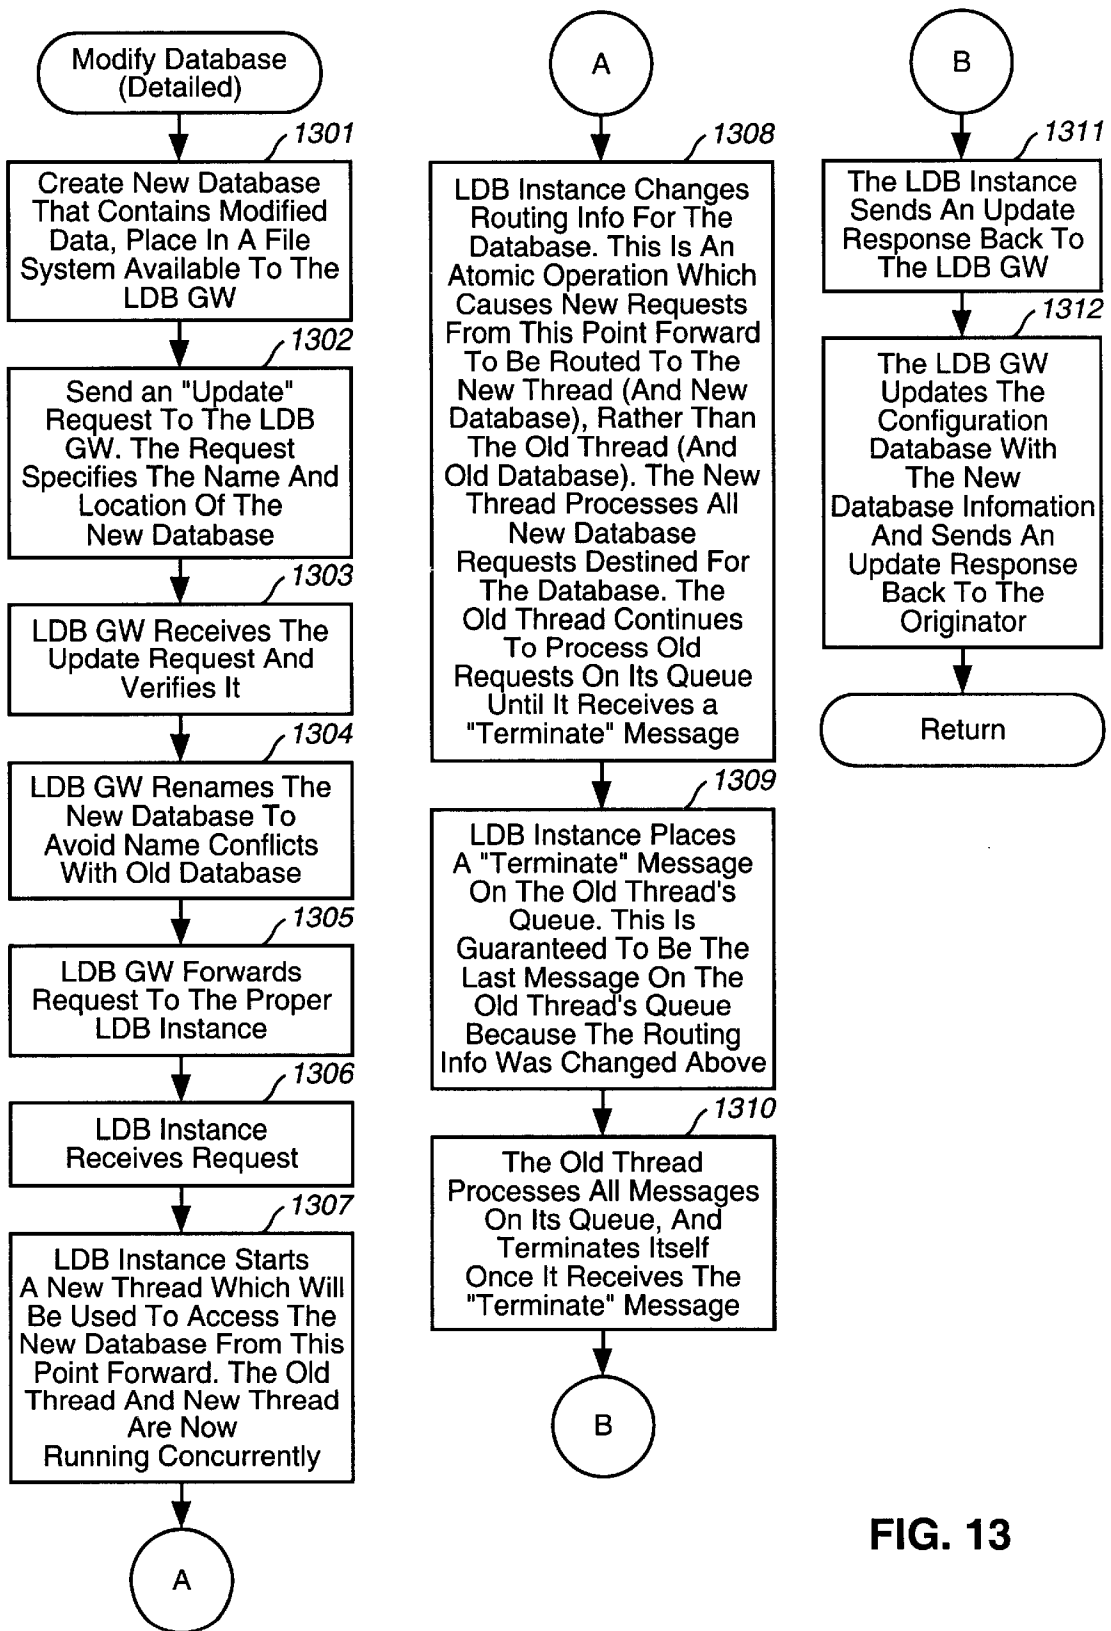 Modify Database
(Detailed)
1301
Create New Database
That Contains Modified
Data, Place In A File
System Available To The
LDB GW
1302
Send an "Update"
Request To The LDB
GW. The Request
Specifies The Name And
Location Of The
New Database
1303
LDB GW Receives The
Update Request And
Verifies It
1304
LDB GW Renames The
New Database To
Avoid Name Conflicts
With Old Database
1305
LDB GW Forwards
Request To The Proper
LDB Instance
1306
LDB Instance
Receives Request
1307
LDB Instance Starts
A New Thread Which Will
Be Used To Access The
New Database From This
Point Forward. The Old
Thread And New Thread
Are Now
Running Concurrently
A
A
1308
LDB Instance Changes
Routing Info For The
Database. This Is An
Atomic Operation Which
Causes New Requests
From This Point Forward
To Be Routed To The
New Thread (And New
Database), Rather Than
The Old Thread (And
Old Database). The New
Thread Processes All
New Database
Requests Destined For
The Database. The
Old Thread Continues
To Process Old
Requests On Its Queue
Until It Receives a
"Terminate" Message
1309
LDB Instance Places
A "Terminate" Message
On The Old Thread's
Queue. This Is
Guaranteed To Be The
Last Message On The
Old Thread's Queue
Because The Routing
Info Was Changed Above
1310
The Old Thread
Processes All Messages
On Its Queue, And
Terminates Itself
Once It Receives The
"Terminate" Message
B
B
1311
The LDB Instance
Sends An Update
Response Back To
The LDB GW
1312
The LDB GW
Updates The
Configuration
Database With
The New
Database Infomation
And Sends An
Update Response
Back To The
Originator
Return
FIG. 13